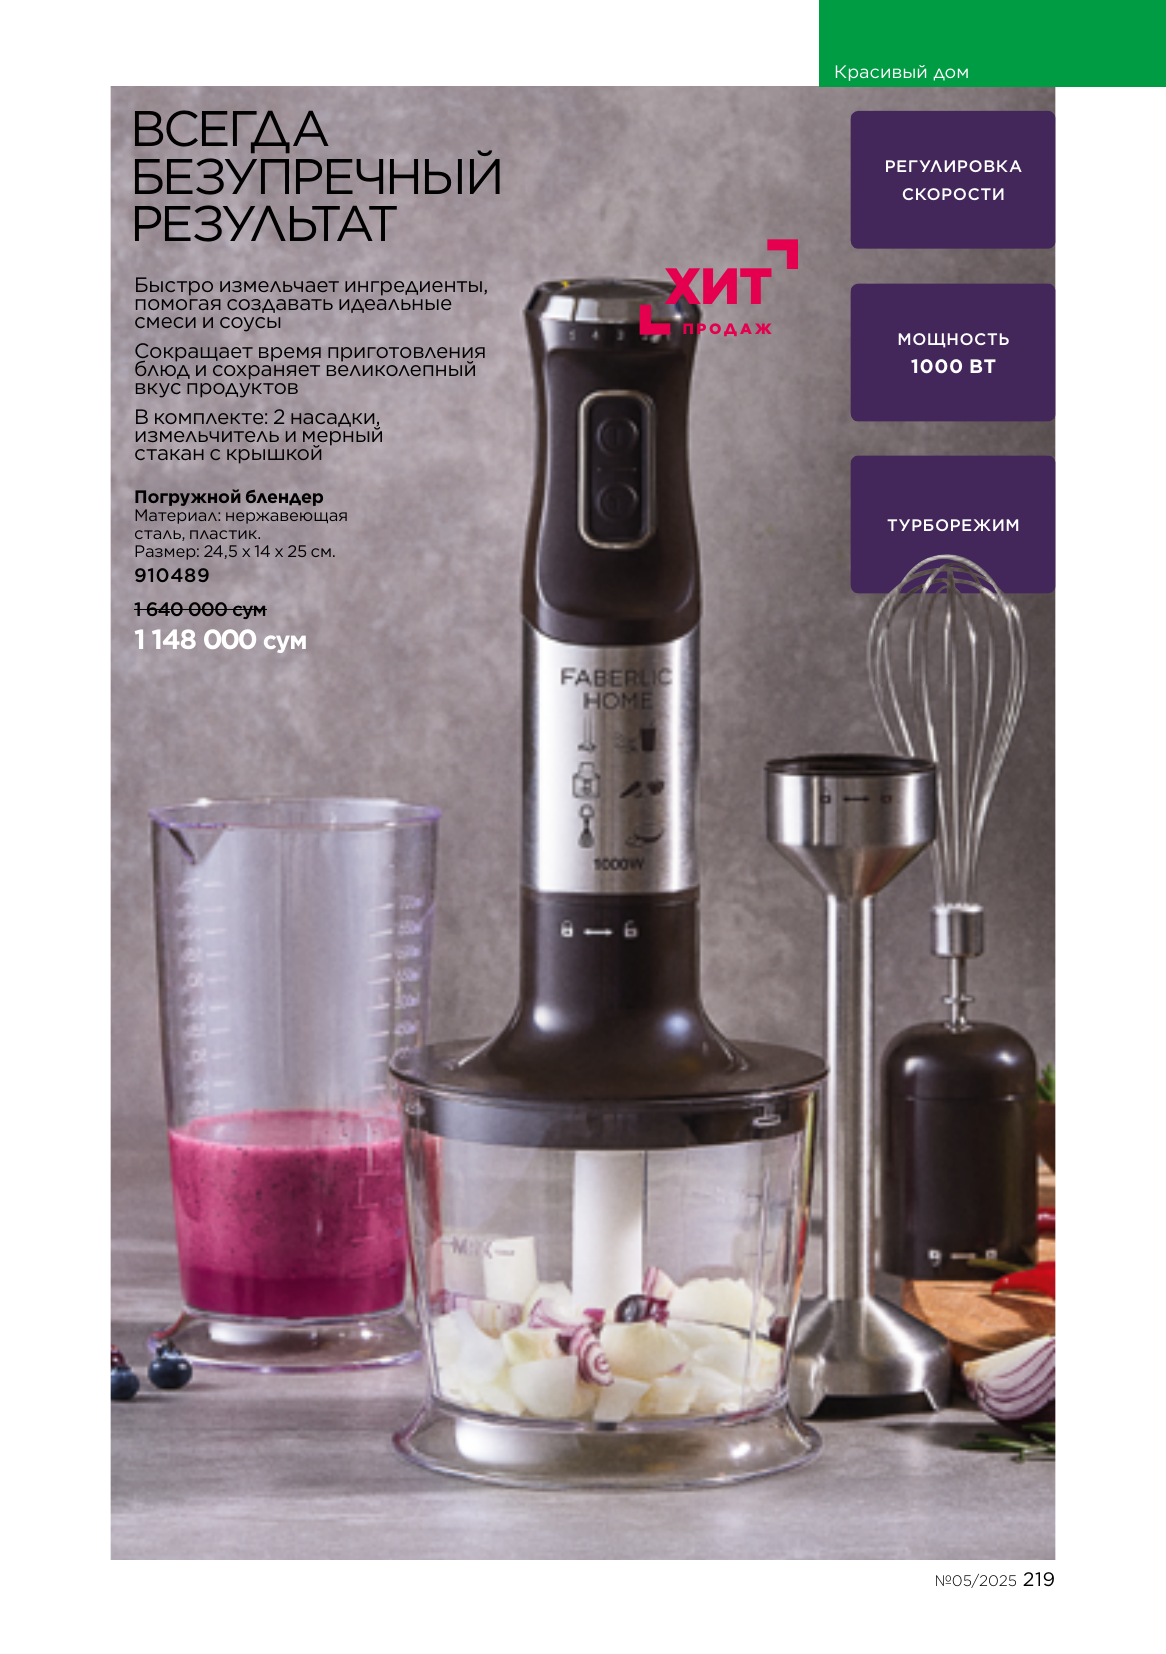 Красивый дом
ВСЕГДА
БЕЗУПРЕЧНЫЙ
РЕЗУЛЬТАТ
Быстро измельчает ингредиенты,
помогая создавать идеальные
смеси и соусы
Сокращает время приготовления
блюд и сохраняет великолепный
вкус продуктов
В комплекте: 2 насадки,
измельчитель и мерный
стакан с крышкой
Погружной блендер
Материал: нержавеющая
сталь, пластик.
Размер: 24,5 х 14 х 25 см.
910489
1 640 000 сум
1 148 000 сум
ХИТ
ПРОДАЖ
РЕГУЛИРОВКА
СКОРОСТИ
МОЩНОСТЬ
1000 ВТ
ТУРБОРЕЖИМ
FABERLIC
HOME
1000W
№05/2025 219